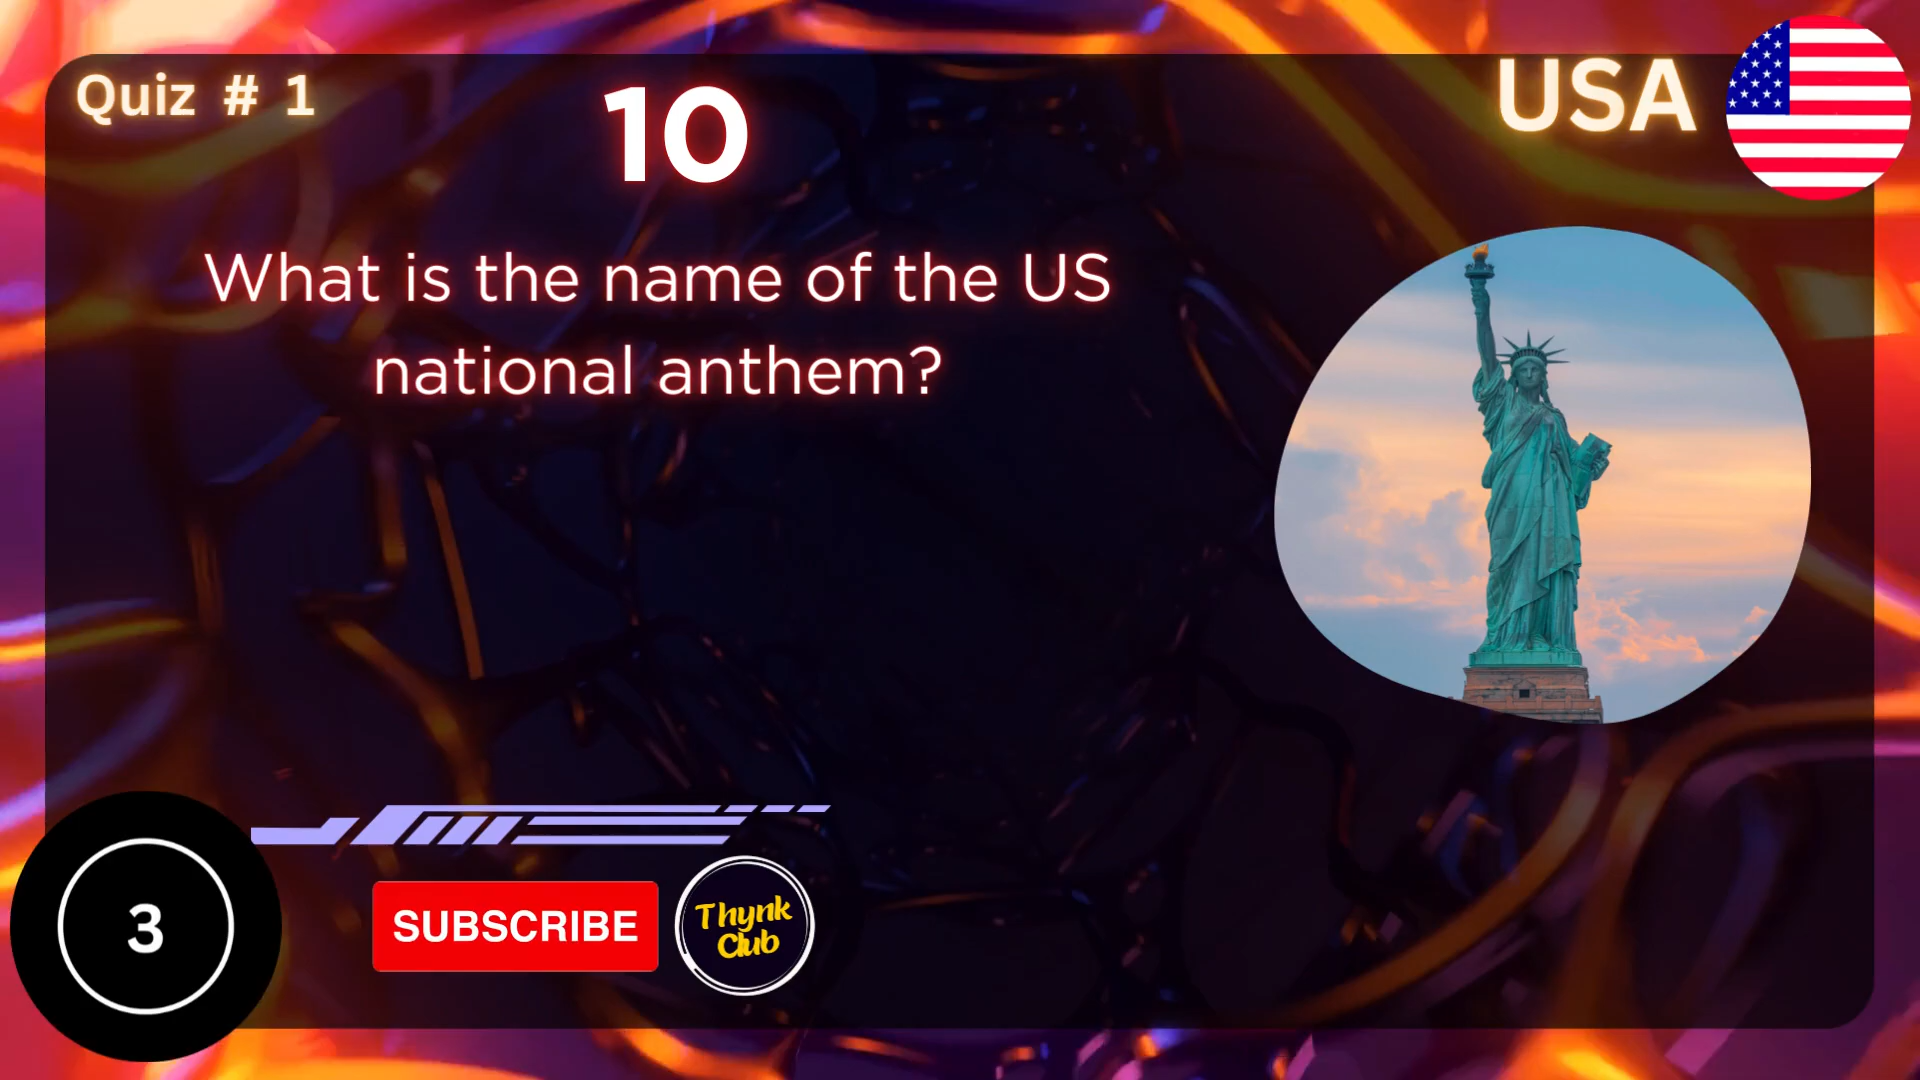 Quiz # 1
10
USA
What is the name of the US
national anthem?
3
SUBSCRIBE
Thynk
Club